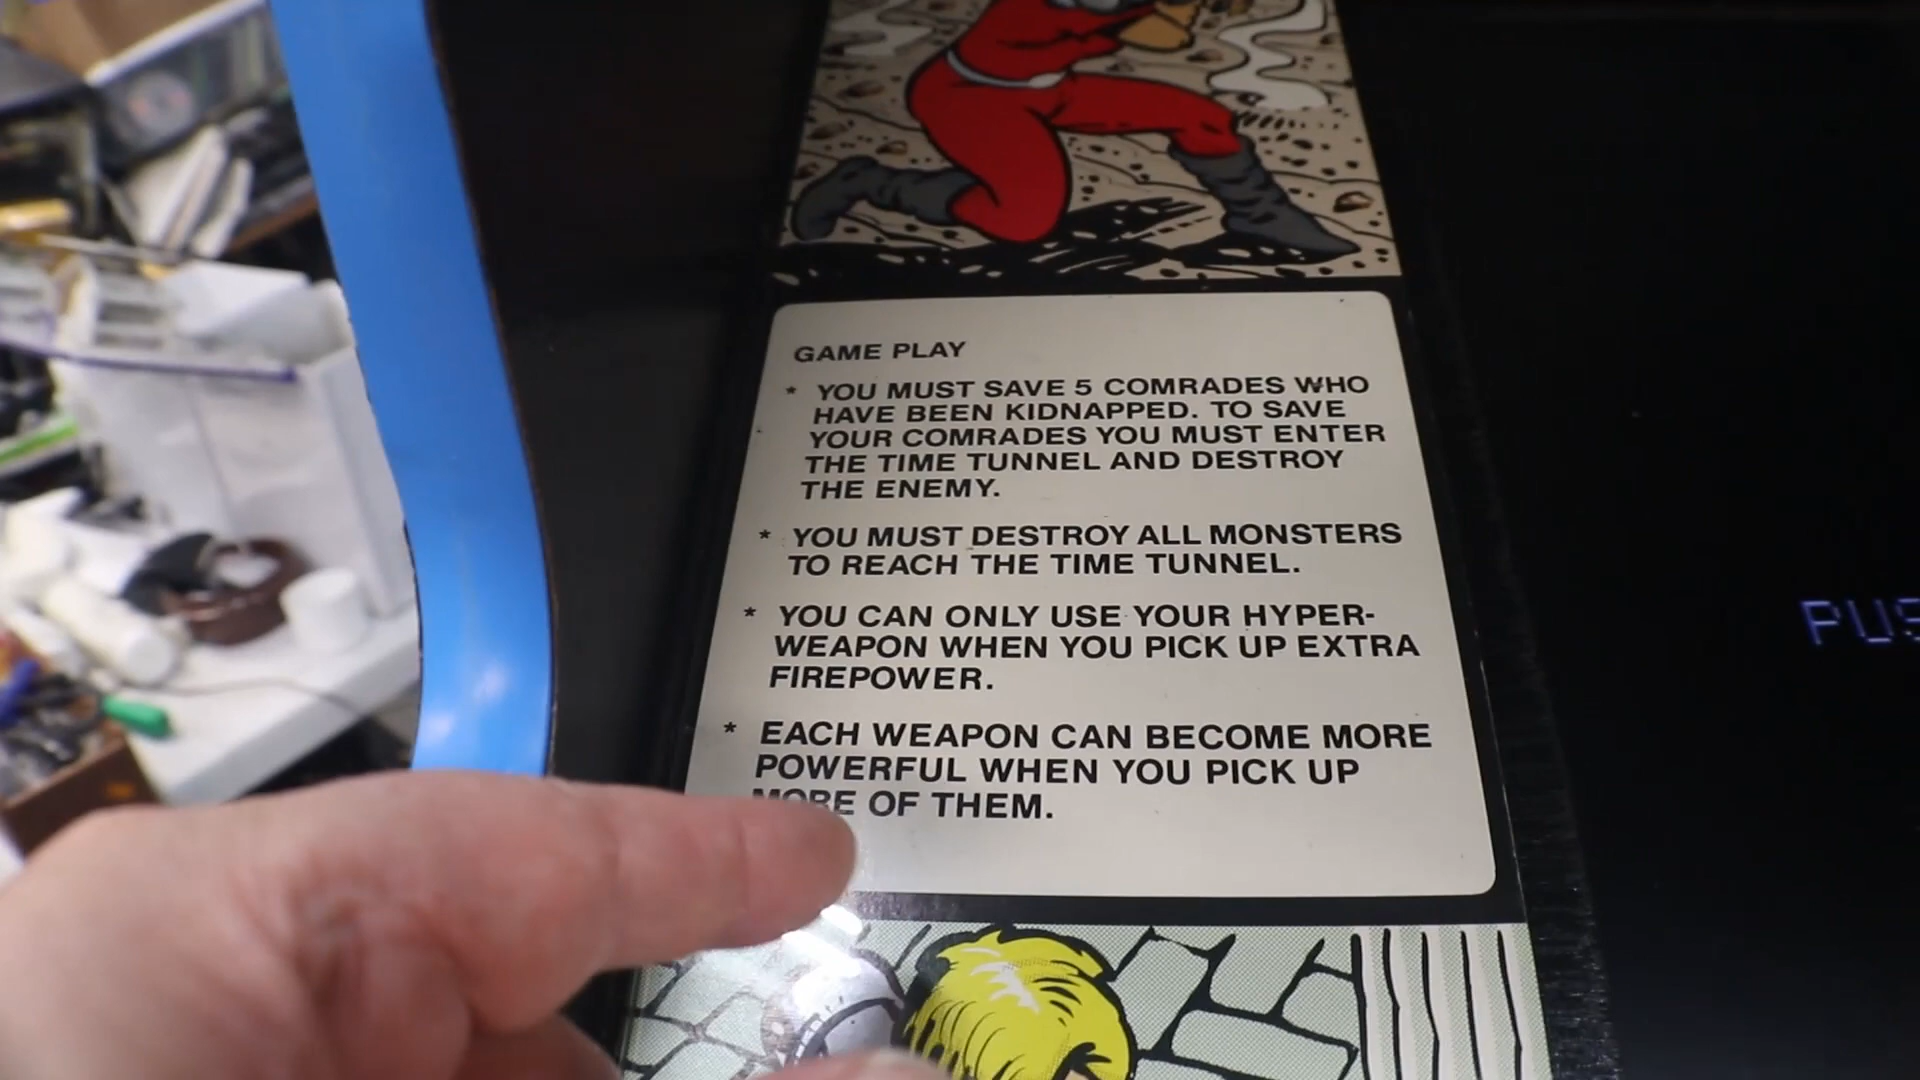 GAME PLAY
* YOU MUST SAVE 5 COMRADES WHO
HAVE BEEN KIDNAPPED. TO SAVE
YOUR COMRADES YOU MUST ENTER
THE TIME TUNNEL AND DESTROY
THE ENEMY.
* YOU MUST DESTROY ALL MONSTERS
TO REACH THE TIME TUNNEL.
* YOU CAN ONLY USE YOUR HYPER-
WEAPON WHEN YOU PICK UP EXTRA
FIREPOWER.
* EACH WEAPON CAN BECOME MORE
POWERFUL WHEN YOU PICK UP
MORE OF THEM.
PUS